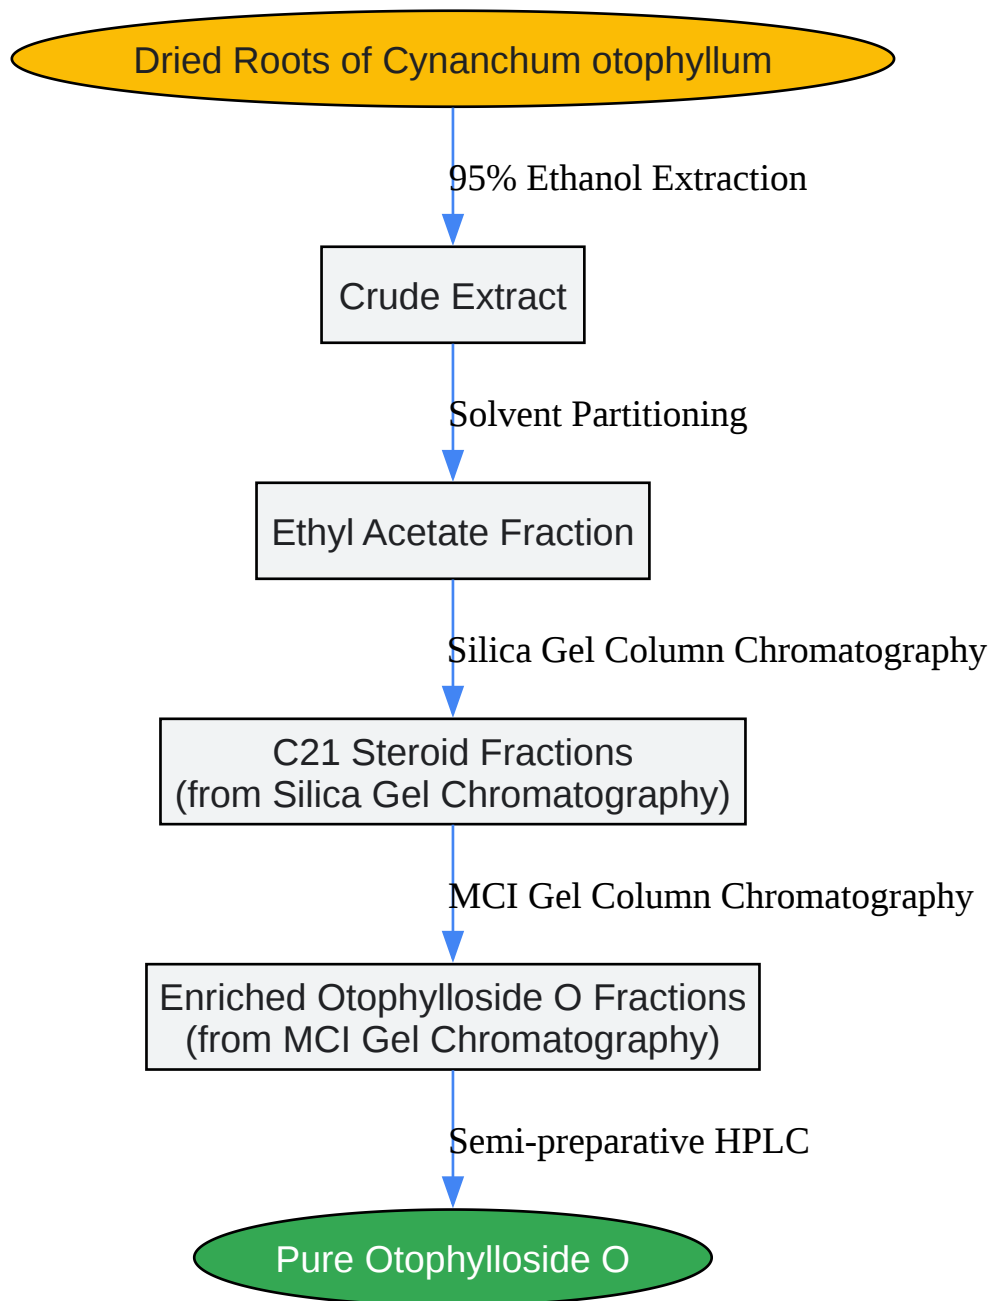 Dried Roots of Cynanchum otophyllum
95% Ethanol Extraction
Crude Extract
Solvent Partitioning
Ethyl Acetate Fraction
Silica Gel Column Chromatography
C21 Steroid Fractions
(from Silica Gel Chromatography)
MCI Gel Column Chromatography
Enriched Otophylloside O Fractions
(from MCI Gel Chromatography)
Semi-preparative HPLC
Pure Otophylloside O